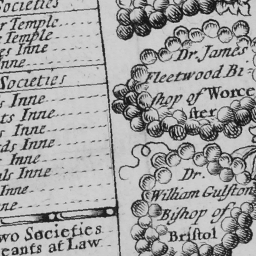 Societies
Temple
Temple
es Inne
Inne
Societies
Inne
ts Inne
Inne
ds Inne
Inne
ls Inne
Inne
ne
wo Societies
eants at Law
Dr. James
Fleetwood Bi-
shop of Worce
ster
Dr.
William Gulston
Bishop of
Bristol